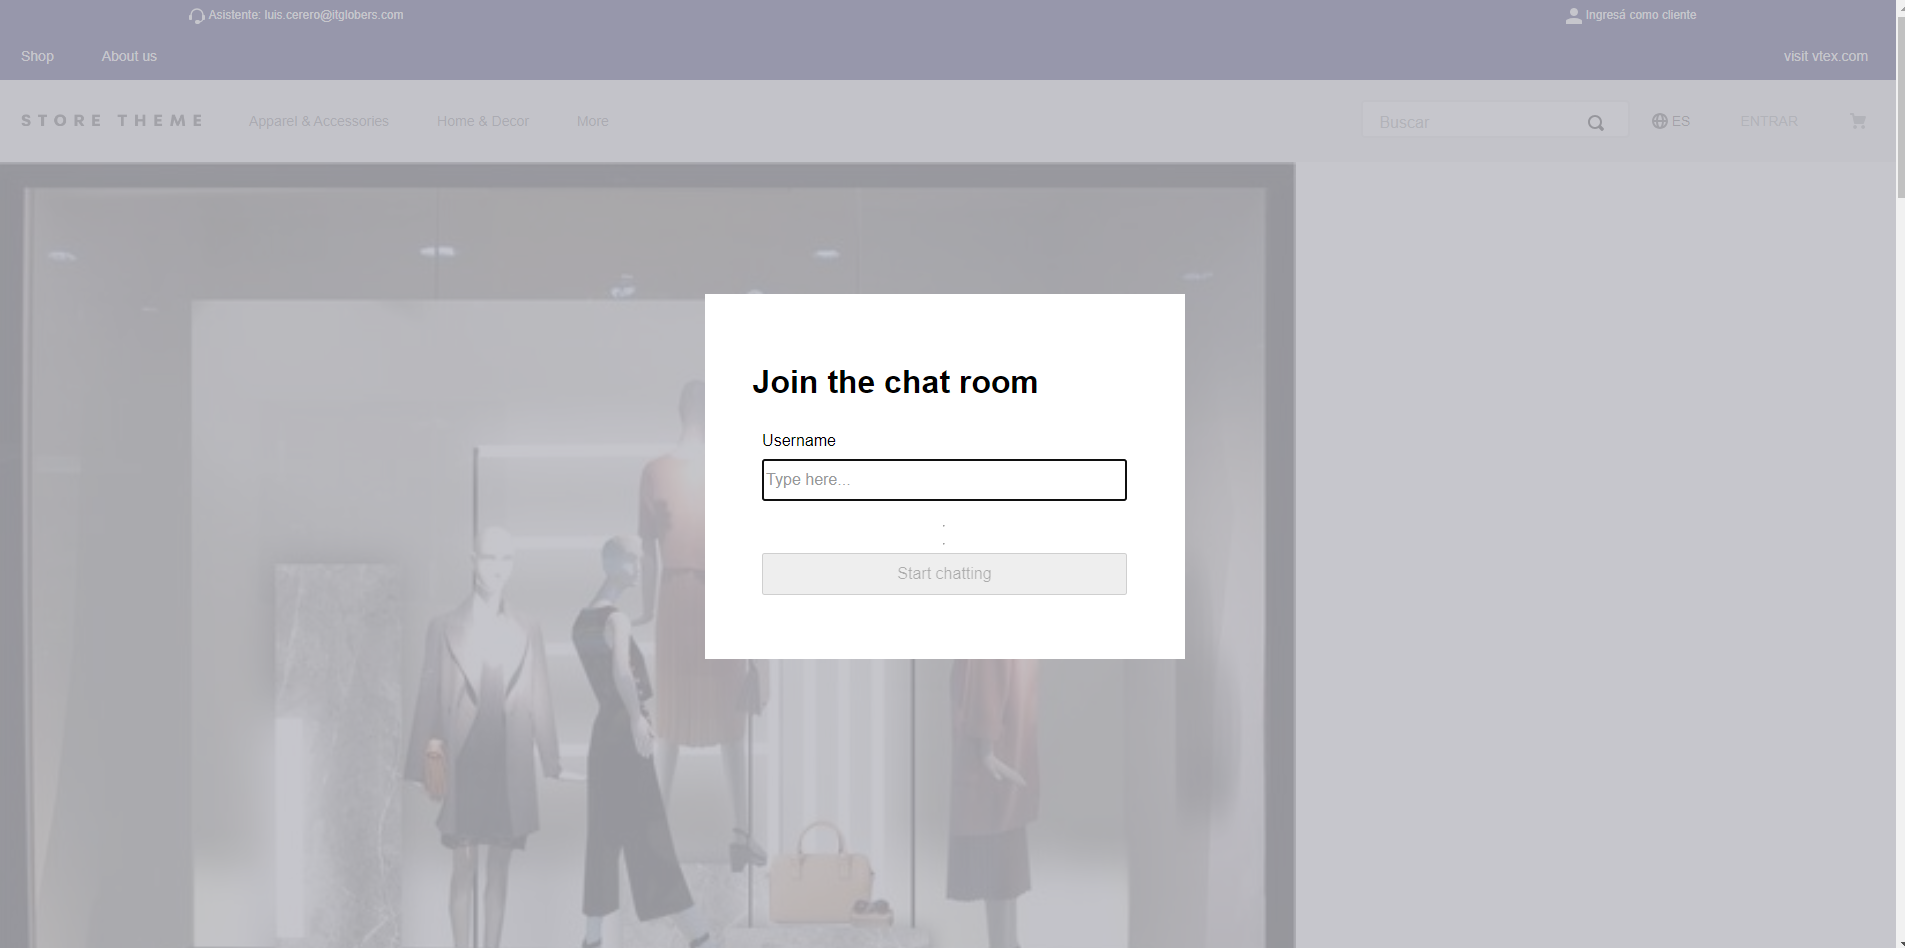 Asistente: luis.cerero@itglobers.com
Ingresá como cliente
Shop
About us
visit vtex.com
STORE THEME
Apparel & Accessories
Home & Decor
More
Buscar
ES
ENTRAR
Join the chat room
Username
Type here...
.
.
Start chatting